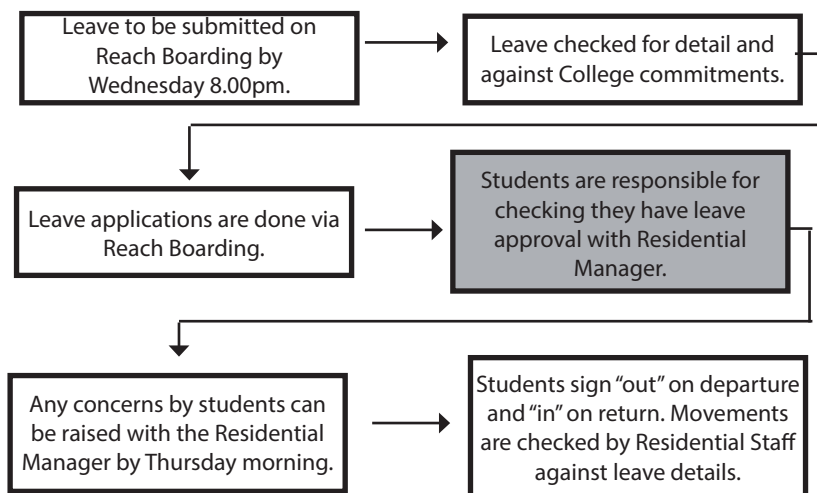 Leave to be submitted on
Reach Boarding by
Wednesday 8.00pm.
Leave checked for detail and
against College commitments.
Leave applications are done via
Reach Boarding.
Students are responsible for
checking they have leave
approval with Residential
Manager.
Any concerns by students can
be raised with the Residential
Manager by Thursday morning.
Students sign “out” on departure
and “in” on return. Movements
are checked by Residential Staff
against leave details.